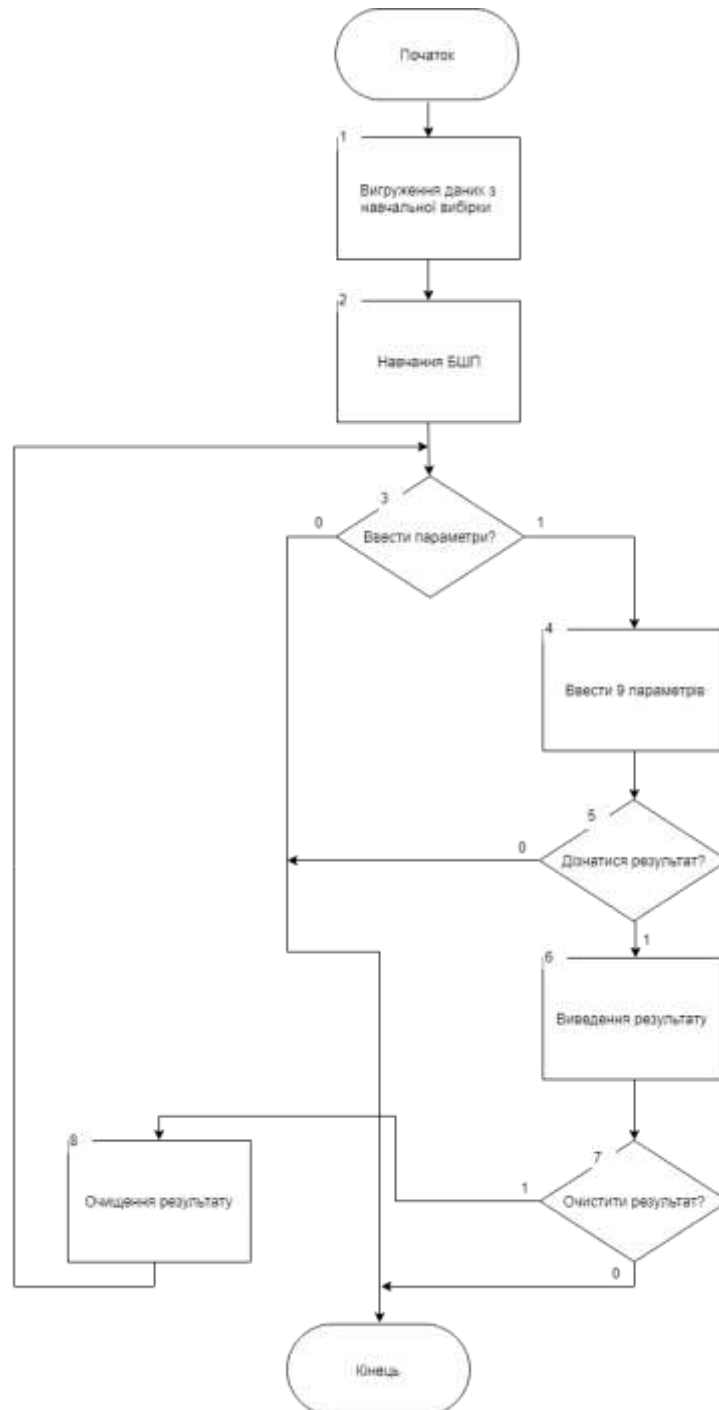 Початок
1
Вигруження даних з
навчальної вибірки
2
Навчання БШП
3
0
1
Ввести параметри?
4
Ввести 9 параметрів
5
0
Дізнатися результат?
1
6
Виведення результату
8
7
Очищення результату
1
Очистити результат?
0
Кінець